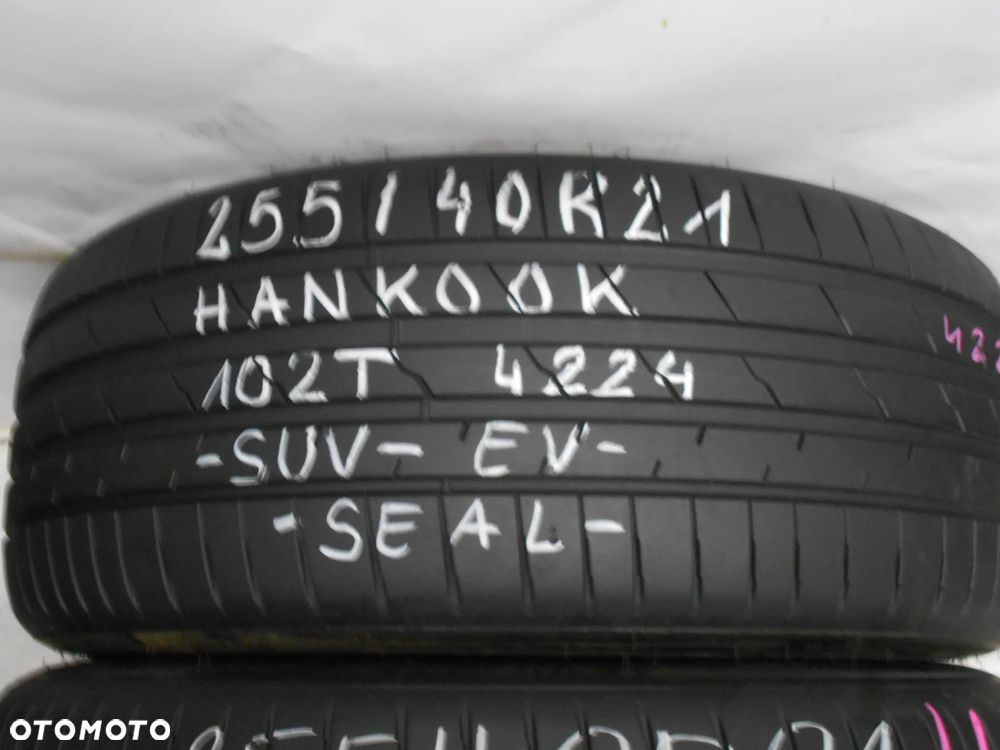 255/40R21
HANKOOK
102T 4224
-SUV- EV-
-SEAL-
OTOMOTO